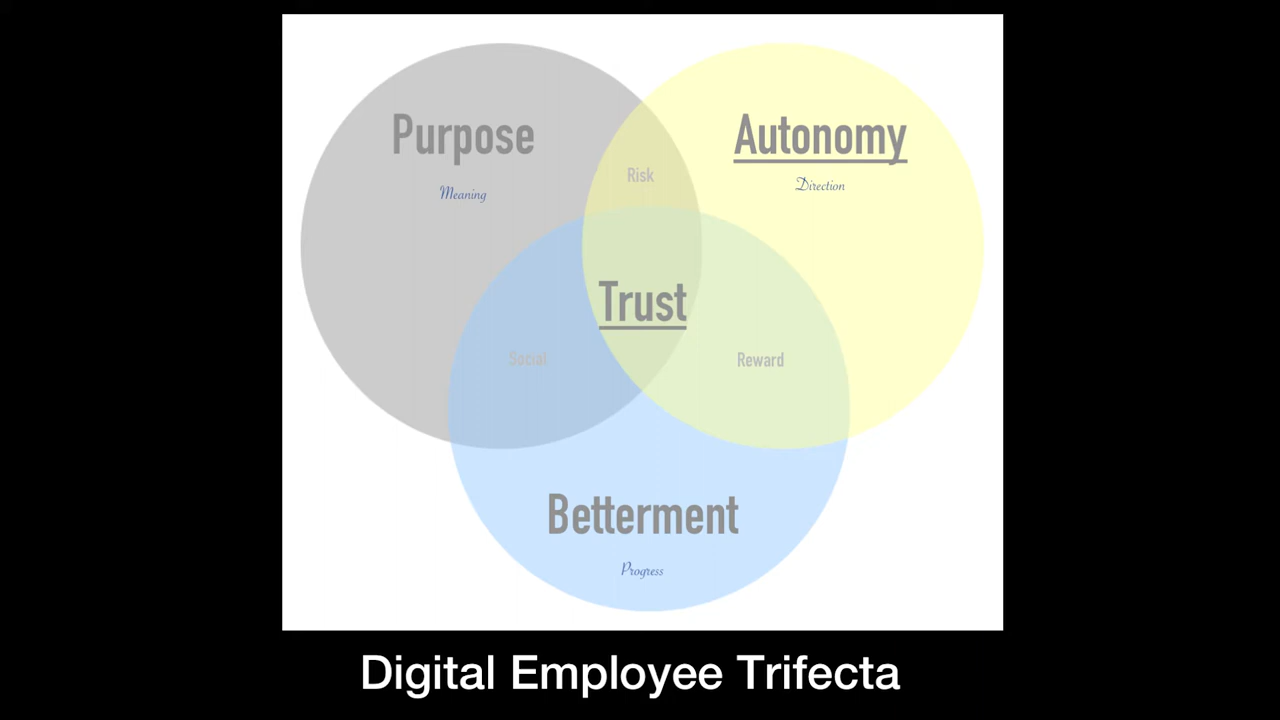 Purpose
Meaning
Autonomy
Direction
Risk
Trust
Social
Reward
Betterment
Progress
Digital Employee Trifecta